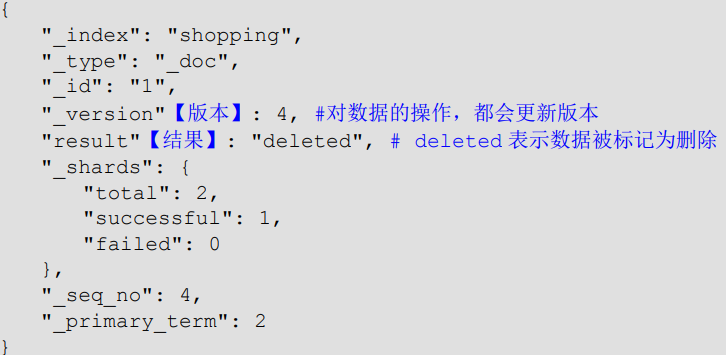 {
"_index": "shopping",
"_type": "_doc",
"_id": "1",
"_version"【版本】: 4, #对数据的操作，都会更新版本
"result"【结果】: "deleted", # deleted 表示数据被标记为删除
"_shards": {
"total": 2,
"successful": 1,
"failed": 0
},
"_seq_no": 4,
"_primary_term": 2
}